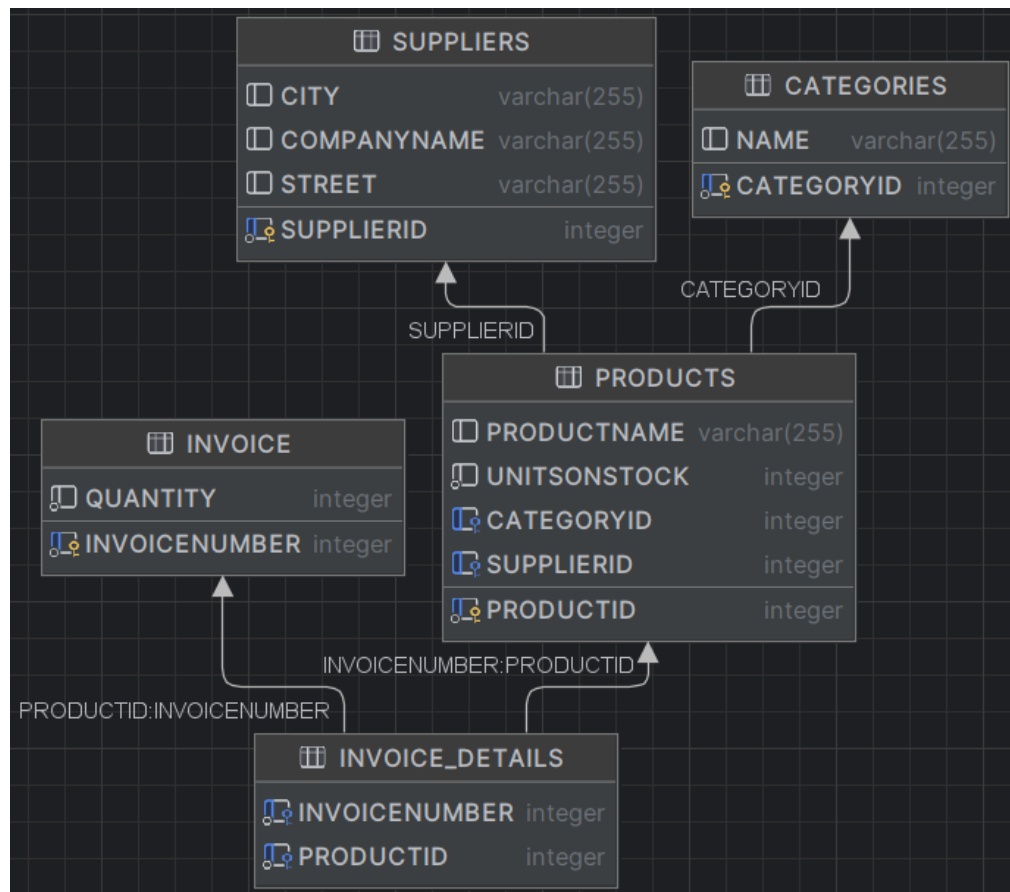 SUPPLIERS
CITY varchar(255)
COMPANYNAME varchar(255)
STREET varchar(255)
SUPPLIERID integer
CATEGORIES
NAME varchar(255)
CATEGORYID integer
CATEGORYID
SUPPLIERID
PRODUCTS
PRODUCTNAME varchar(255)
UNITSONSTOCK integer
CATEGORYID integer
SUPPLIERID integer
PRODUCTID integer
INVOICE
QUANTITY integer
INVOICENUMBER integer
INVOICENUMBER:PRODUCTID
PRODUCTID:INVOICENUMBER
INVOICE_DETAILS
INVOICENUMBER integer
PRODUCTID integer